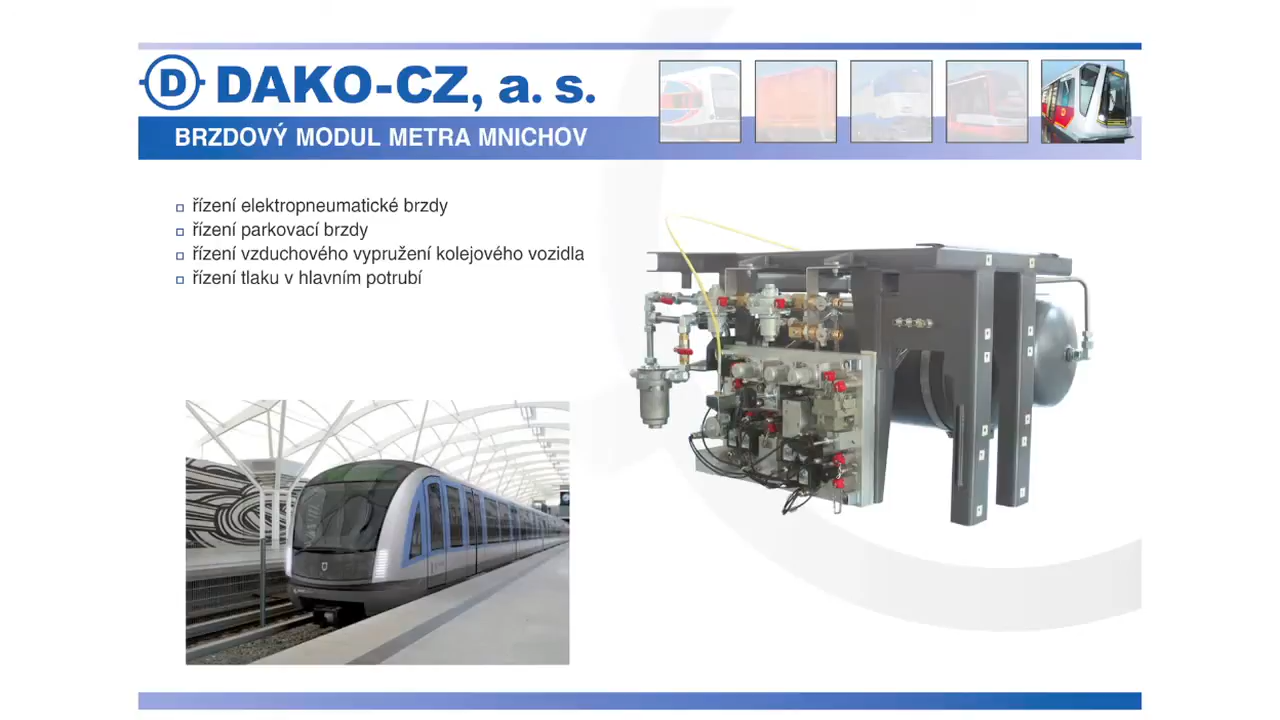 D DAKO-CZ, a. s.
BRZDOVÝ MODUL METRA MNICHOV
řízení elektropneumatické brzdy
řízení parkovací brzdy
řízení vzduchového vypružení kolejového vozidla
řízení tlaku v hlavním potrubí